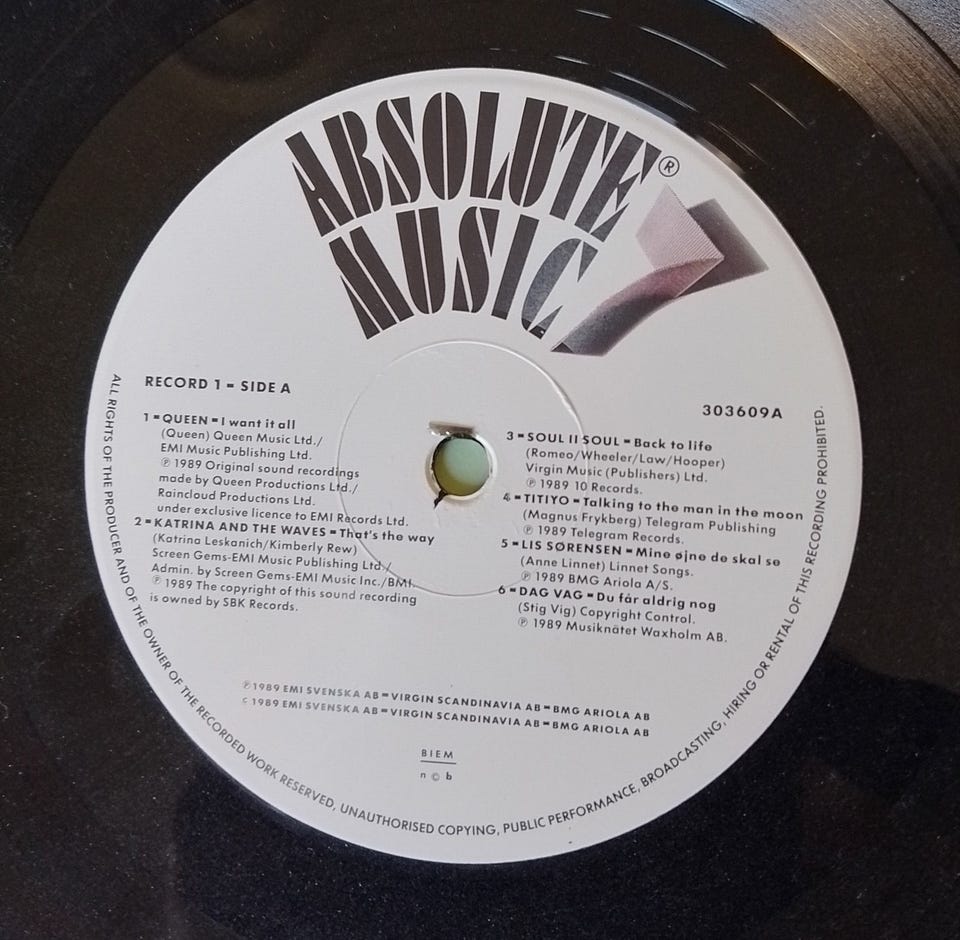 ABSOLUTE®
MUSIC 7
RECORD 1 - SIDE A
303609A
1 - QUEEN - I want it all
(Queen) Queen Music Ltd./
EMI Music Publishing Ltd.
℗ 1989 Original sound recordings
made by Queen Productions Ltd./
Raincloud Productions Ltd.
under exclusive licence to EMI Records Ltd.
2 - KATRINA AND THE WAVES - That's the way
(Katrina Leskanich/Kimberly Rew)
Screen Gems-EMI Music Publishing Ltd./
Admin. by Screen Gems-EMI Music Inc./BMI.
℗ 1989 The copyright of this sound recording
is owned by SBK Records.
3 - SOUL II SOUL - Back to life
(Romeo/Wheeler/Law/Hooper)
Virgin Music (Publishers) Ltd.
℗ 1989 10 Records.
4 - TITIYO - Talking to the man in the moon
(Magnus Frykberg) Telegram Publishing
℗ 1989 Telegram Records.
5 - LIS SØRENSEN - Mine øjne de skal se
(Anne Linnet) Linnet Songs.
℗ 1989 BMG Ariola A/S.
6 - DAG VAG - Du får aldrig nog
(Stig Vig) Copyright Control.
℗ 1989 Musiknätet Waxholm AB.
℗ 1989 EMI SVENSKA AB - VIRGIN SCANDINAVIA AB - BMG ARIOLA AB
© 1989 EMI SVENSKA AB - VIRGIN SCANDINAVIA AB - BMG ARIOLA AB
BIEM
n©b
ALL RIGHTS OF THE PRODUCER AND OF THE OWNER OF THE RECORDED WORK RESERVED, UNAUTHORISED COPYING, PUBLIC PERFORMANCE, BROADCASTING, HIRING OR RENTAL OF THIS RECORDING PROHIBITED.